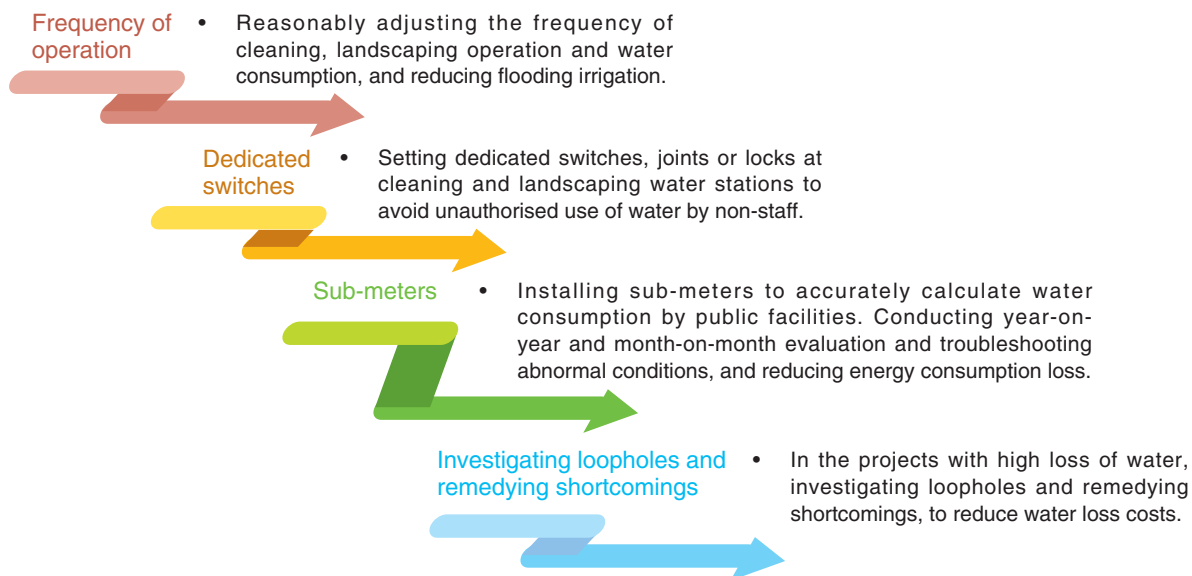 Frequency of
operation
• Reasonably adjusting the frequency of
cleaning, landscaping operation and water
consumption, and reducing flooding irrigation.
Dedicated
switches
• Setting dedicated switches, joints or locks at
cleaning and landscaping water stations to
avoid unauthorised use of water by non-staff.
Sub-meters
• Installing sub-meters to accurately calculate water
consumption by public facilities. Conducting year-on-
year and month-on-month evaluation and troubleshooting
abnormal conditions, and reducing energy consumption loss.
Investigating loopholes and
remedying shortcomings
• In the projects with high loss of water,
investigating loopholes and remedying
shortcomings, to reduce water loss costs.